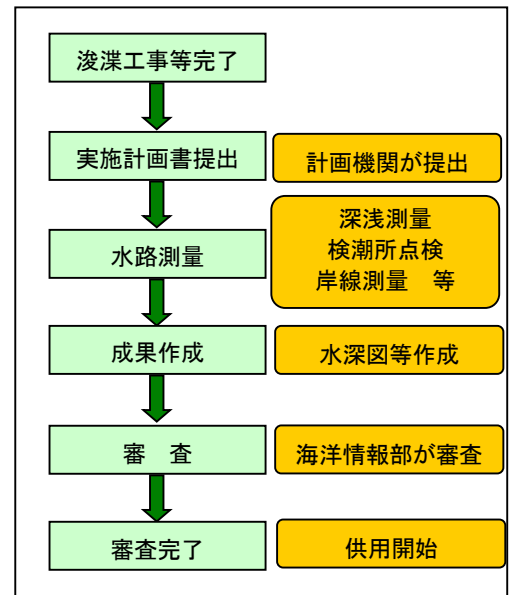 浚渫工事等完了
実施計画書提出
計画機関が提出
水路測量
深浅測量
検潮所点検
岸線測量　等
成果作成
水深図等作成
審　査
海洋情報部が審査
審査完了
供用開始